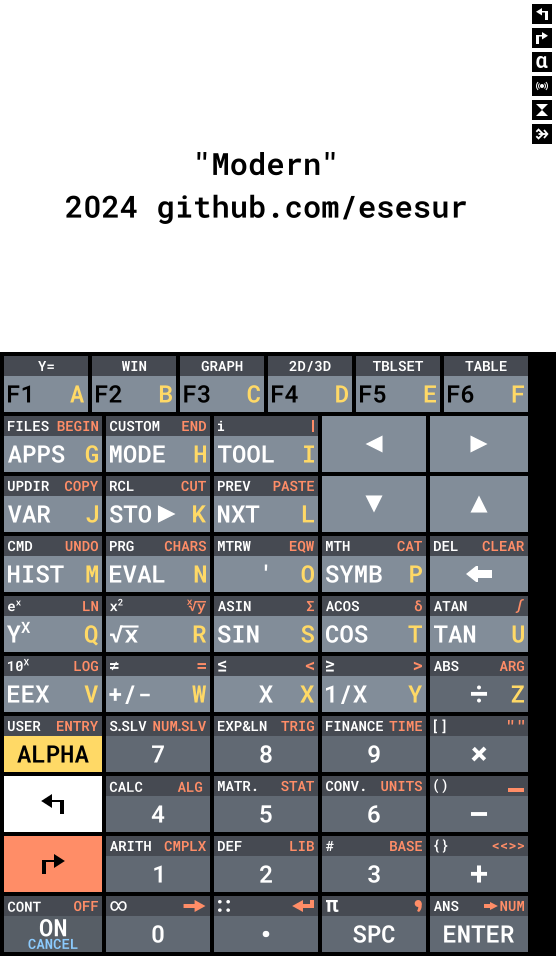 α
"Modern"
2024 github.com/esesur
Y= WIN GRAPH 2D/3D TBLSET TABLE
F1 A F2 B F3 C F4 D F5 E F6 F
FILES BEGIN CUSTOM END i |
APPS G MODE H TOOL I ◀ ▶
UPDIR COPY RCL CUT PREV PASTE
VAR J STO▶ K NXT L ▼ ▲
CMD UNDO PRG CHARS MTRW EQW MTH CAT DEL CLEAR
HIST M EVAL N ' O SYMB P 🡄
eˣ LN x² ˣ√y ASIN Σ ACOS δ ATAN ∫
Yˣ Q √x R SIN S COS T TAN U
10ˣ LOG ≠ = ≤ < ≥ > ABS ARG
EEX V +/- W X X 1/X Y ÷ Z
USER ENTRY S.SLV NUM.SLV EXP&LN TRIG FINANCE TIME [] ""
ALPHA 7 8 9 ×
CALC ALG MATR. STAT CONV. UNITS () _
↰ 4 5 6 −
ARITH CMPLX DEF LIB # BASE {} <<>>
↱ 1 2 3 +
CONT OFF ∞ → :: ↵ π , ANS →NUM
ON 0 . SPC ENTER
CANCEL